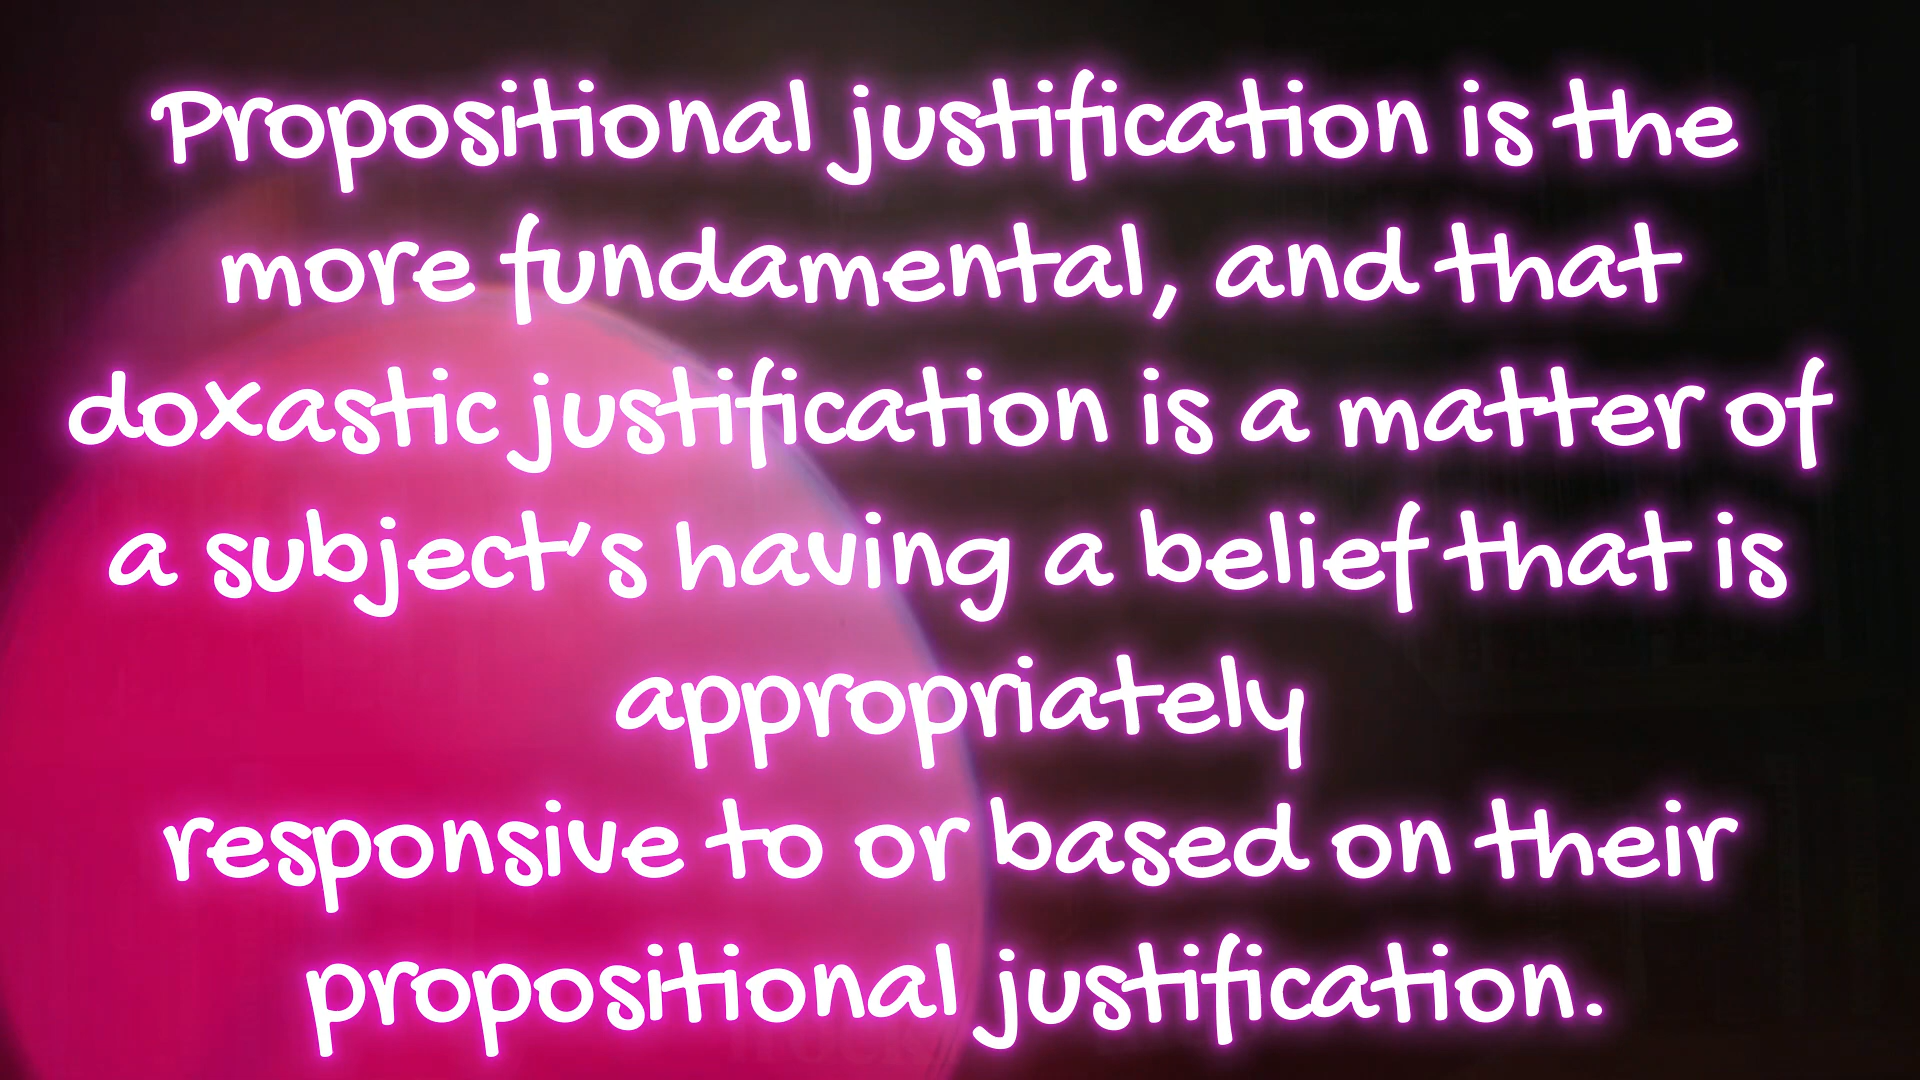 Propositional justification is the
more fundamental, and that
doxastic justification is a matter of
a subject's having a belief that is
appropriately
responsive to or based on their
propositional justification.